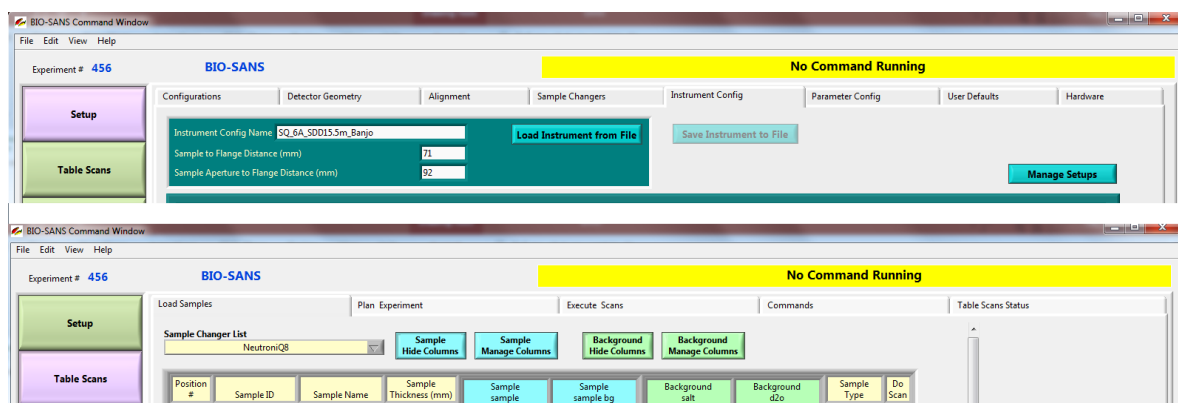 BIO-SANS Command Window
File Edit View Help
Experiment # 456 BIO-SANS No Command Running
Configurations Detector Geometry Alignment Sample Changers Instrument Config Parameter Config User Defaults Hardware
Setup
Instrument Config Name SQ_6A_SDD15.5m_Banjo Load Instrument from File Save Instrument to File
Sample to Flange Distance (mm) 71
Table Scans Sample Aperture to Flange Distance (mm) 92 Manage Setups
BIO-SANS Command Window
File Edit View Help
Experiment # 456 BIO-SANS No Command Running
Load Samples Plan Experiment Execute Scans Commands Table Scans Status
Setup
Sample Changer List
NeutroniQ8
Sample Hide Columns
Sample Manage Columns
Background Hide Columns
Background Manage Columns
Table Scans
Position # Sample ID Sample Name Sample Thickness (mm) Sample sample Sample sample bg Background salt Background d2o Sample Type Do Scan